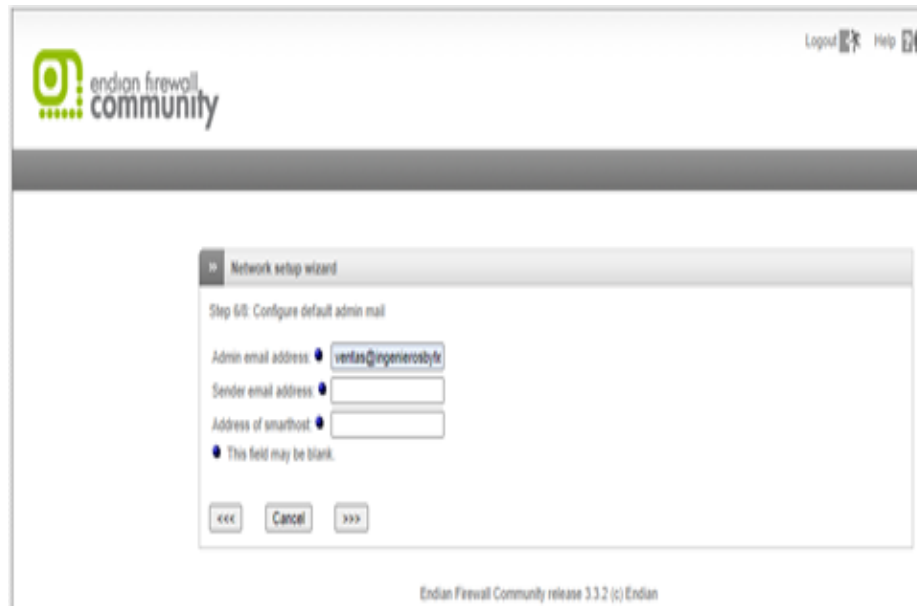 Logout Help
endian firewall
community
Network setup wizard
Step 6/8: Configure default admin mail
Admin email address:
Sender email address:
Address of smarthost:
This field may be blank.
<<< Cancel >>>
Endian Firewall Community release 3.3.2 (c) Endian